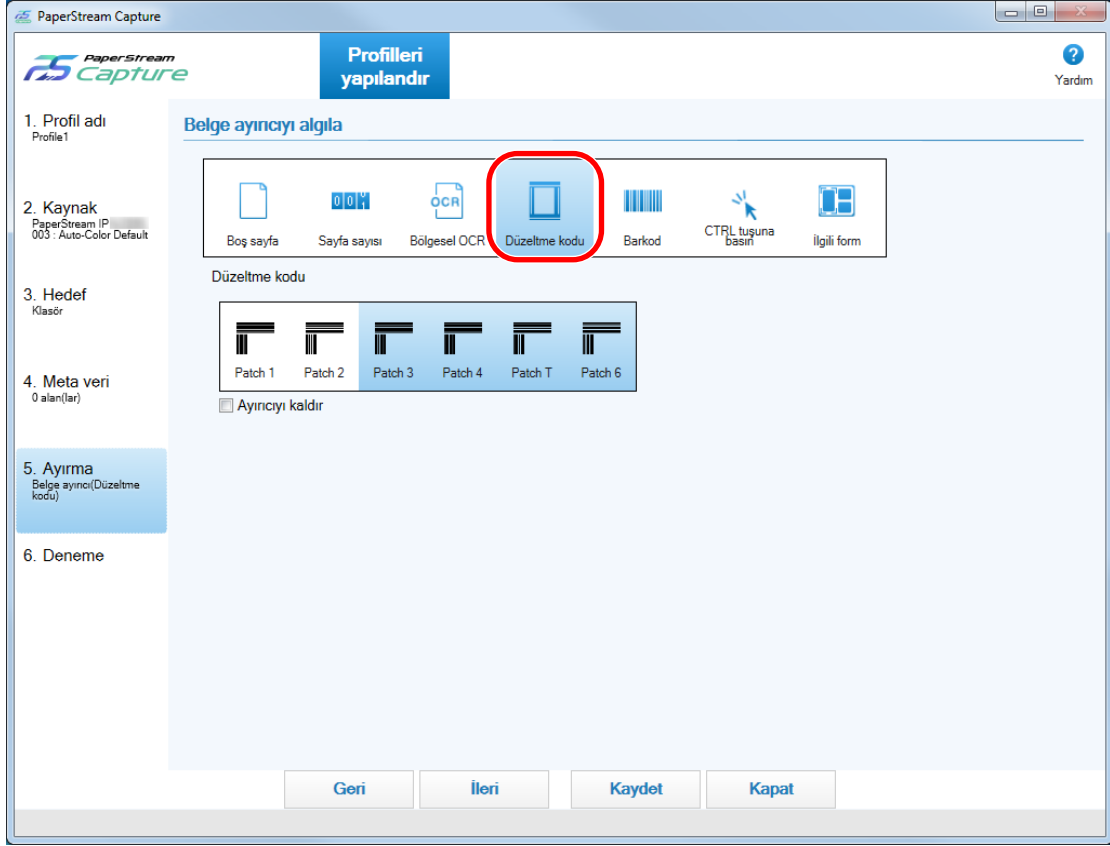 PaperStream Capture
PaperStream
Capture
Profilleri
yapılandır
?
Yardım
1. Profil adı
Profile1
2. Kaynak
PaperStream IP
003 : Auto-Color Default
3. Hedef
Klasör
4. Meta veri
0 alan(lar)
5. Ayırma
Belge ayırıcı(Düzeltme
kodu)
6. Deneme
Belge ayırıcıyı algıla
OCR
Boş sayfa
Sayfa sayısı
Bölgesel OCR
Düzeltme kodu
Barkod
CTRL tuşuna
basın
İlgili form
Düzeltme kodu
Patch 1
Patch 2
Patch 3
Patch 4
Patch T
Patch 6
Ayırıcıyı kaldır
Geri
İleri
Kaydet
Kapat